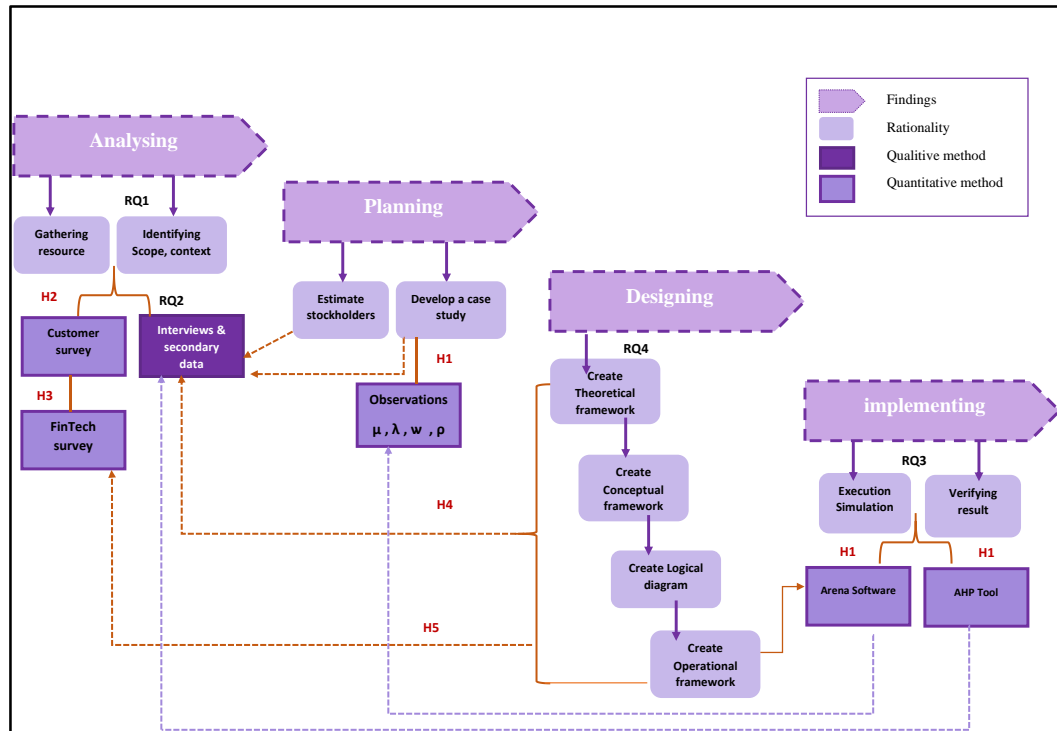 Findings
Rationality
Qualitive method
Quantitative method
Analysing
RQ1
Gathering
resource
Identifying
Scope, context
H2
RQ2
Customer
survey
Interviews &
secondary
data
H3
FinTech
survey
Planning
Estimate
stockholders
Develop a case
study
H1
Observations
μ , λ , w , ρ
H4
H5
Designing
RQ4
Create
Theoretical
framework
Create
Conceptual
framework
Create Logical
diagram
Create
Operational
framework
implementing
RQ3
Execution
Simulation
Verifying
result
H1
H1
Arena Software
AHP Tool